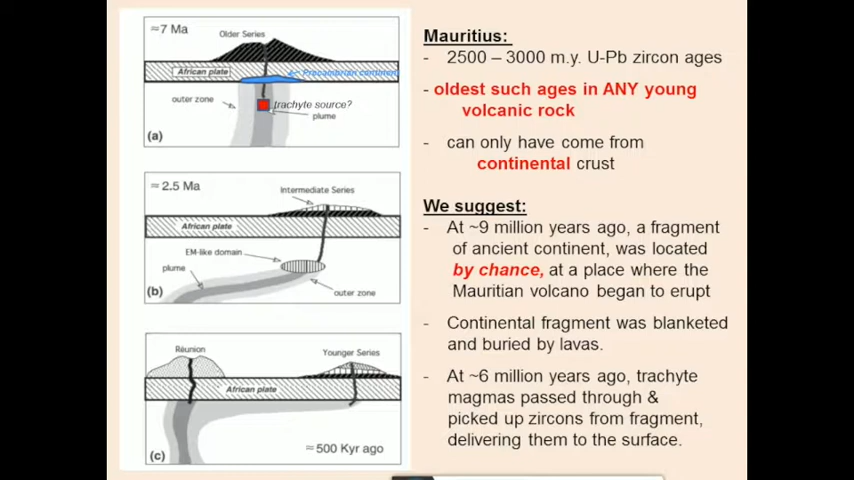 ≈7 Ma
Older Series
African plate
Precambrian continent
outer zone
trachyte source?
plume
(a)
≈2.5 Ma
Intermediate Series
African plate
EM-like domain
plume
outer zone
(b)
Réunion
Younger Series
African plate
≈500 Kyr ago
(c)
Mauritius:
- 2500 – 3000 m.y. U-Pb zircon ages
- oldest such ages in ANY young
volcanic rock
- can only have come from
continental crust
We suggest:
- At ~9 million years ago, a fragment
of ancient continent, was located
by chance, at a place where the
Mauritian volcano began to erupt
- Continental fragment was blanketed
and buried by lavas.
- At ~6 million years ago, trachyte
magmas passed through &
picked up zircons from fragment,
delivering them to the surface.